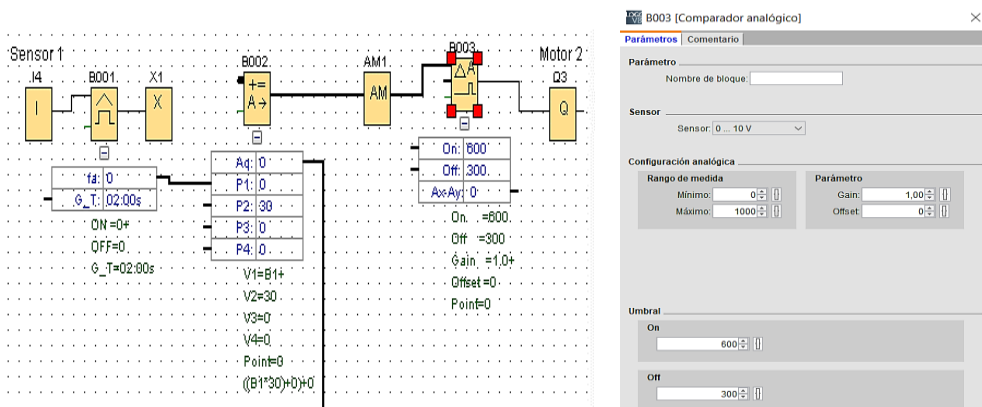 Sensor 1
I4
B001
X1
B002
AM1
B003
Motor 2
Q3
I
X
+=
A→
AM
ΔA
Q
fa: 0
G_T: 02:00s
ON =0+
OFF=0
G_T=02:00s
Aq: 0
P1: 0
P2: 30
P3: 0
P4: 0
V1=B1+
V2=30
V3=0
V4=0
Point=0
((B1*30)+0)+0
On: 600
Off: 300
Ax-Ay: 0
On. =600.
Off =300
Gain =1.0+
Offset =0
Point=0
B003 [Comparador analógico]
Parámetros
Comentario
Parámetro
Nombre de bloque:
Sensor
Sensor: 0 ... 10 V
Configuración analógica
Rango de medida
Mínimo: 0
Máximo: 1000
Parámetro
Gain: 1,00
Offset: 0
Umbral
On
600
Off
300